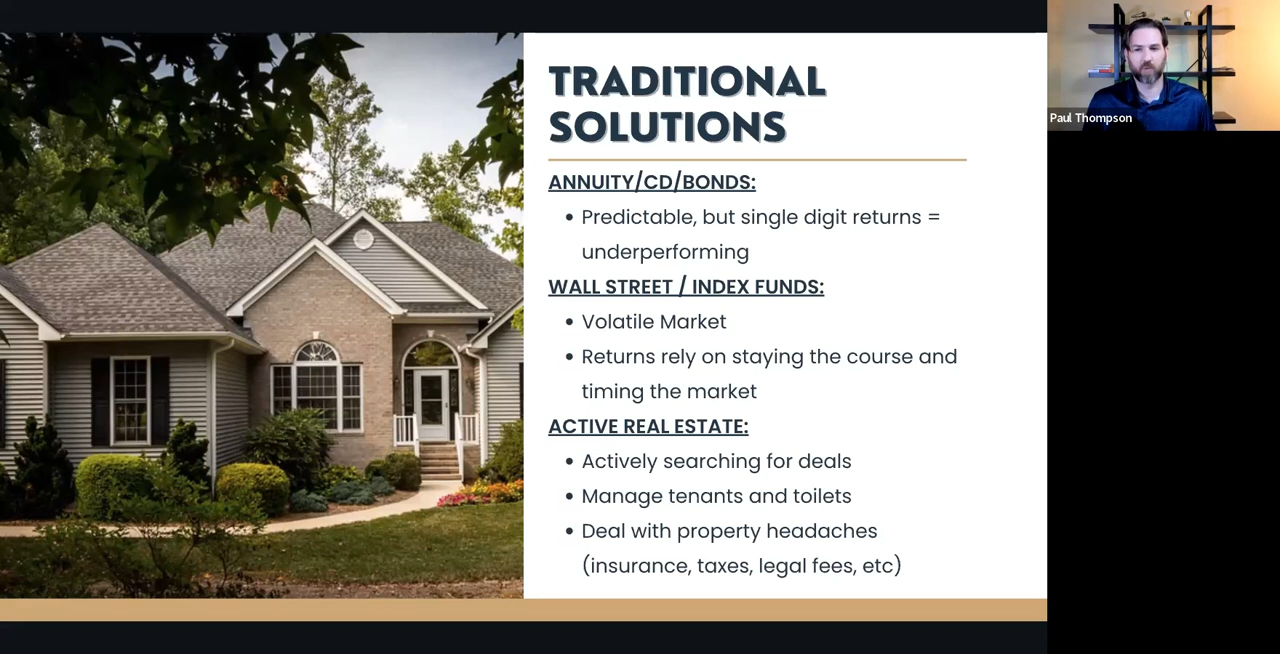 TRADITIONAL
SOLUTIONS
ANNUITY/CD/BONDS:
• Predictable, but single digit returns =
underperforming
WALL STREET / INDEX FUNDS:
• Volatile Market
• Returns rely on staying the course and
timing the market
ACTIVE REAL ESTATE:
• Actively searching for deals
• Manage tenants and toilets
• Deal with property headaches
(insurance, taxes, legal fees, etc)
Paul Thompson